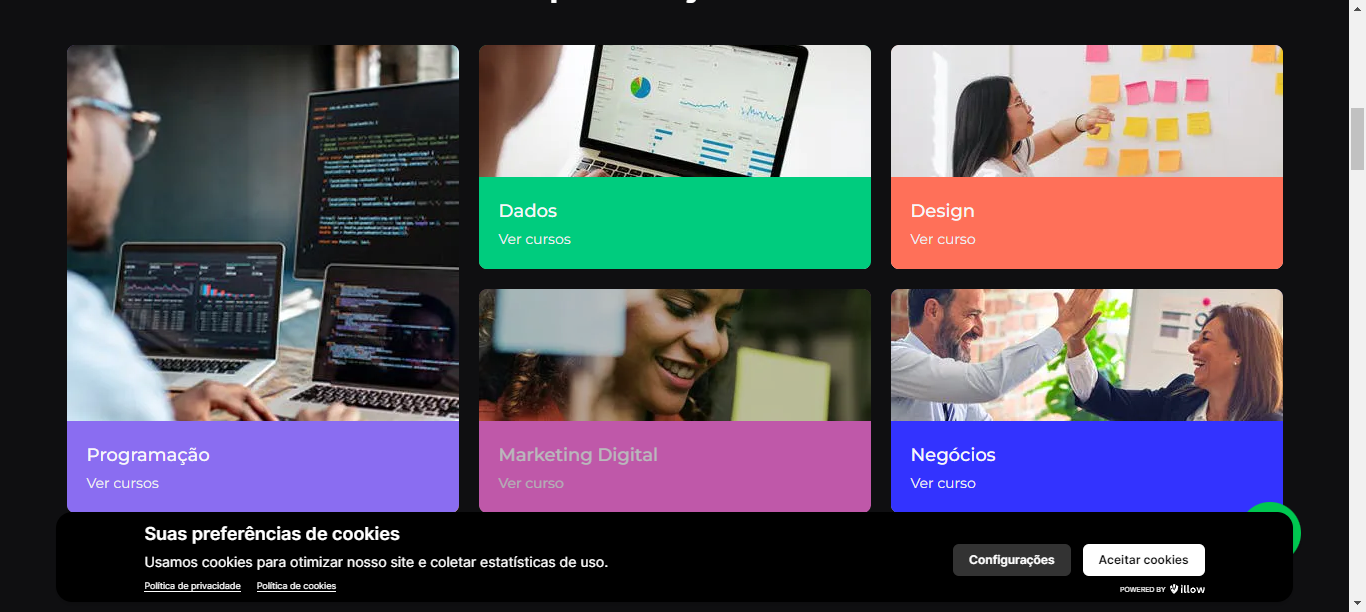 Programação
Ver cursos
Dados
Ver cursos
Design
Ver curso
Marketing Digital
Ver curso
Negócios
Ver curso
Suas preferências de cookies
Usamos cookies para otimizar nosso site e coletar estatísticas de uso.
Política de privacidade Política de cookies
Configurações
Aceitar cookies
POWERED BY illow